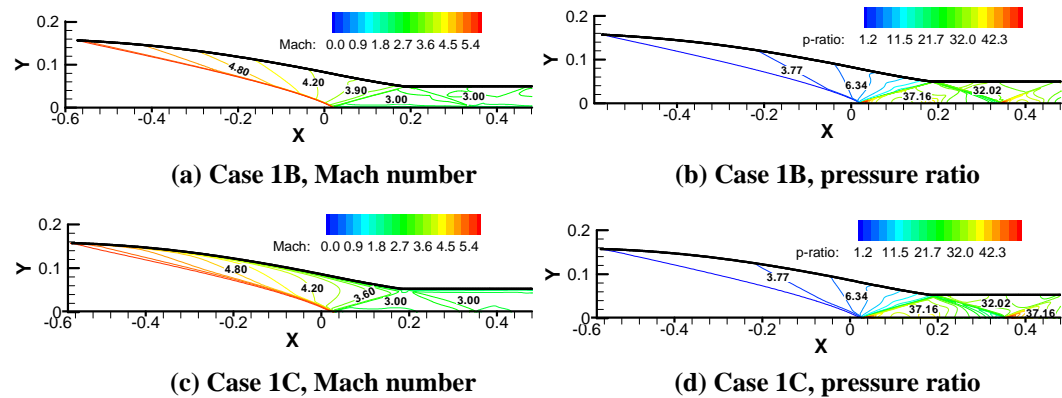 0.2
Mach: 0.0 0.9 1.8 2.7 3.6 4.5 5.4
Y
0.1
4.80
4.20
3.90
3.00
3.00
0
-0.6 -0.4 -0.2 0 0.2 0.4
X
(a) Case 1B, Mach number
0.2
p-ratio: 1.2 11.5 21.7 32.0 42.3
Y
0.1
3.77
6.34
37.16
32.02
0
-0.4 -0.2 0 0.2 0.4
X
(b) Case 1B, pressure ratio
0.2
Mach: 0.0 0.9 1.8 2.7 3.6 4.5 5.4
Y
0.1
4.80
4.20
3.60
3.00
3.00
0
-0.6 -0.4 -0.2 0 0.2 0.4
X
(c) Case 1C, Mach number
0.2
p-ratio: 1.2 11.5 21.7 32.0 42.3
Y
0.1
3.77
6.34
37.16
32.02
37.16
0
-0.6 -0.4 -0.2 0 0.2 0.4
X
(d) Case 1C, pressure ratio